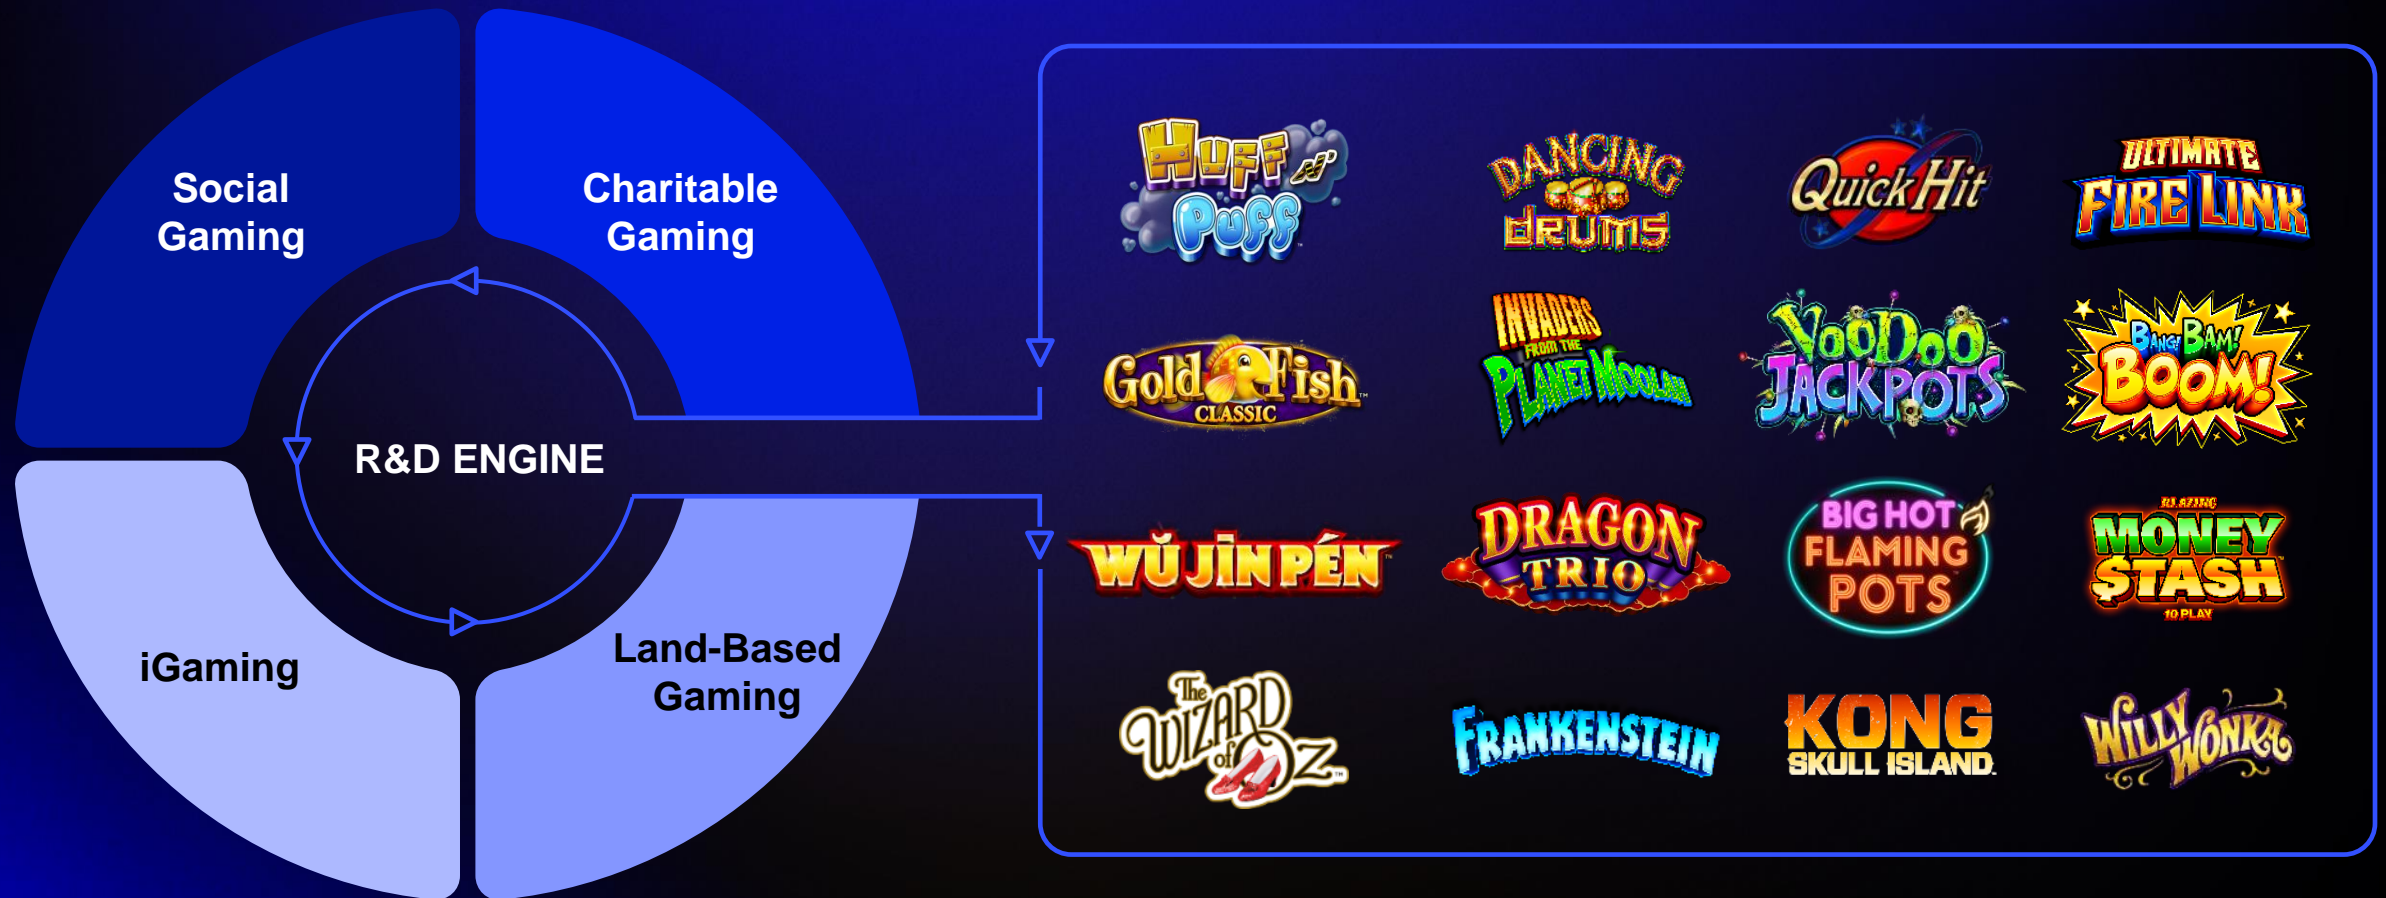 Social
Gaming
Charitable
Gaming
R&D ENGINE
iGaming
Land-Based
Gaming
HUFF N'
PUFF
DANCING
DRUMS
Quick Hit
ULTIMATE
FIRE LINK
Gold Fish
CLASSIC
INVADERS
FROM THE
PLANET MOOLAH
VOODOO
JACKPOTS
BANG! BAM!
BOOM!
WŬ JĪN PÉN
DRAGON
TRIO
BIG HOT
FLAMING
POTS
BLAZING
MONEY
$TASH
10 PLAY
The
WIZARD
of OZ
FRANKENSTEIN
KONG
SKULL ISLAND
WILLY WONKA